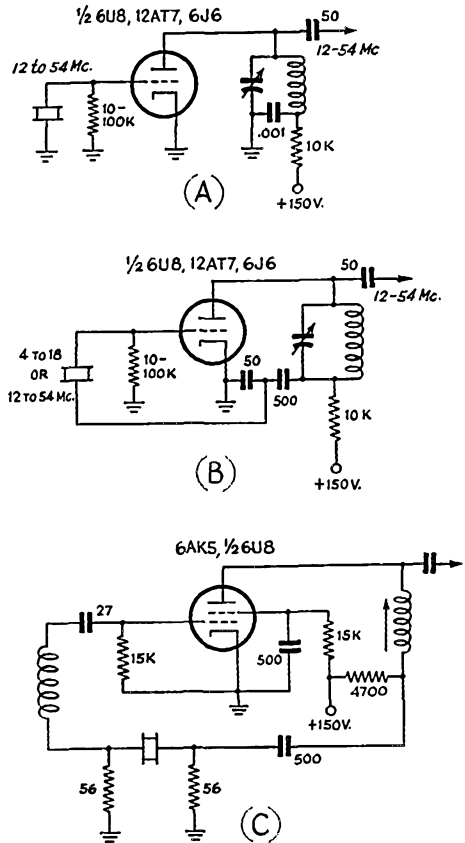 ½ 6U8, 12AT7, 6J6
50
12-54 Mc.
12 to 54 Mc.
10-
100K
.001
10K
+150V.
(A)
½ 6U8, 12AT7, 6J6
50
12-54 Mc.
4 TO 18
OR
12 TO 54 Mc.
10-
100K
50
500
10K
+150V.
(B)
6AK5, ½ 6U8
27
15K
500
15K
4700
+150V.
500
56
56
(C)